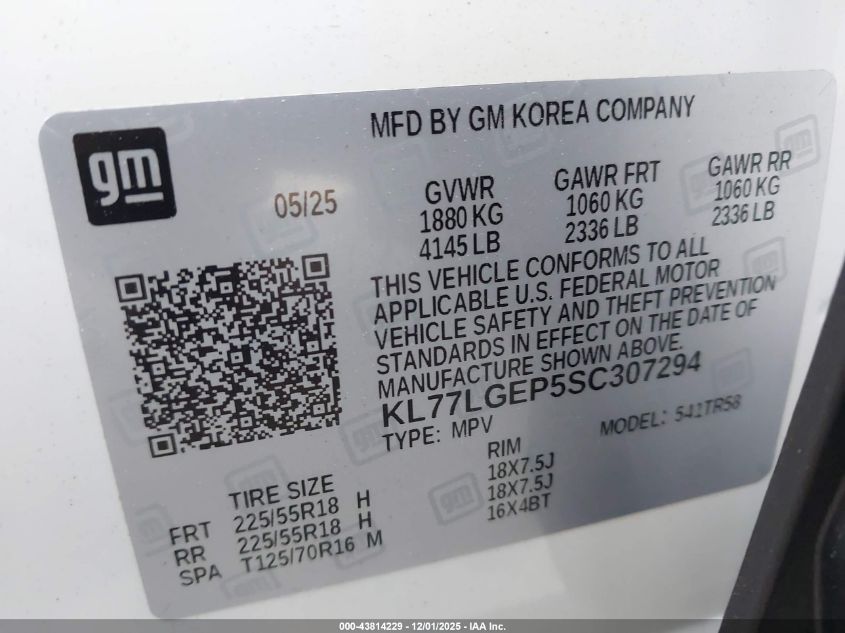 gm
MFD BY GM KOREA COMPANY
05/25
GVWR
1880 KG
4145 LB
GAWR FRT
1060 KG
2336 LB
GAWR RR
1060 KG
2336 LB
THIS VEHICLE CONFORMS TO ALL
APPLICABLE U.S. FEDERAL MOTOR
VEHICLE SAFETY AND THEFT PREVENTION
STANDARDS IN EFFECT ON THE DATE OF
MANUFACTURE SHOWN ABOVE.
KL77LGEP5SC307294
TYPE: MPV
MODEL: 541TR58
TIRE SIZE
RIM
FRT 225/55R18 H 18X7.5J
RR 225/55R18 H 18X7.5J
SPA T125/70R16 M 16X4BT
000-43814229 - 12/01/2025 - IAA Inc.